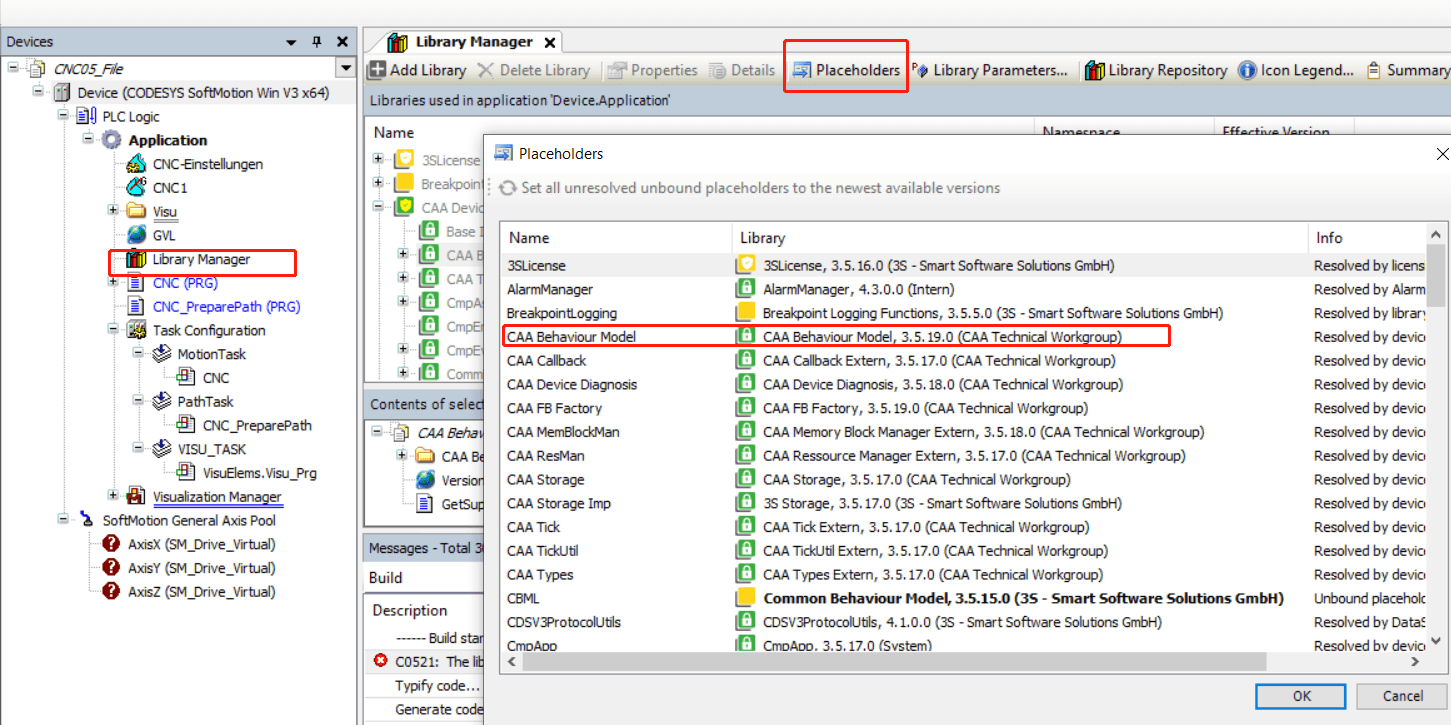 Devices
CNC05_File
Device (CODESYS SoftMotion Win V3 x64)
PLC Logic
Application
CNC-Einstellungen
CNC1
Visu
GVL
Library Manager
CNC (PRG)
CNC_PreparePath (PRG)
Task Configuration
MotionTask
CNC
PathTask
CNC_PreparePath
VISU_TASK
VisuElems.Visu_Prg
Visualization Manager
SoftMotion General Axis Pool
AxisX (SM_Drive_Virtual)
AxisY (SM_Drive_Virtual)
AxisZ (SM_Drive_Virtual)
Library Manager
Add Library Delete Library Properties Details Placeholders Library Parameters... Library Repository Icon Legend... Summary
Libraries used in application 'Device.Application'
Name Namespace Effective Version
3SLicense
Breakpoint
CAA Devic
Base I
CAA B
CAA T
CmpAs
CmpEr
CmpEv
Comm
Contents of select
CAA Behav
CAA Be
Version
GetSup
Messages - Total 3
Build
Description
------ Build star
C0521: The lib
Typify code...
Generate code
Placeholders
Set all unresolved unbound placeholders to the newest available versions
Name Library Info
3SLicense 3SLicense, 3.5.16.0 (3S - Smart Software Solutions GmbH) Resolved by licens
AlarmManager AlarmManager, 4.3.0.0 (Intern) Resolved by Alarm
BreakpointLogging Breakpoint Logging Functions, 3.5.5.0 (3S - Smart Software Solutions GmbH) Resolved by library
CAA Behaviour Model CAA Behaviour Model, 3.5.19.0 (CAA Technical Workgroup) Resolved by device
CAA Callback CAA Callback Extern, 3.5.17.0 (CAA Technical Workgroup) Resolved by device
CAA Device Diagnosis CAA Device Diagnosis, 3.5.18.0 (CAA Technical Workgroup) Resolved by device
CAA FB Factory CAA FB Factory, 3.5.19.0 (CAA Technical Workgroup) Resolved by device
CAA MemBlockMan CAA Memory Block Manager Extern, 3.5.18.0 (CAA Technical Workgroup) Resolved by device
CAA ResMan CAA Ressource Manager Extern, 3.5.17.0 (CAA Technical Workgroup) Resolved by device
CAA Storage CAA Storage, 3.5.17.0 (CAA Technical Workgroup) Resolved by device
CAA Storage Imp 3S Storage, 3.5.17.0 (3S - Smart Software Solutions GmbH) Resolved by device
CAA Tick CAA Tick Extern, 3.5.17.0 (CAA Technical Workgroup) Resolved by device
CAA TickUtil CAA TickUtil Extern, 3.5.17.0 (CAA Technical Workgroup) Resolved by device
CAA Types CAA Types Extern, 3.5.17.0 (CAA Technical Workgroup) Resolved by device
CBML Common Behaviour Model, 3.5.15.0 (3S - Smart Software Solutions GmbH) Unbound placehold
CDSV3ProtocolUtils CDSV3ProtocolUtils, 4.1.0.0 (3S - Smart Software Solutions GmbH) Resolved by DataS
CmpApp CmpApp, 3.5.17.0 (System) Resolved by device
OK Cancel